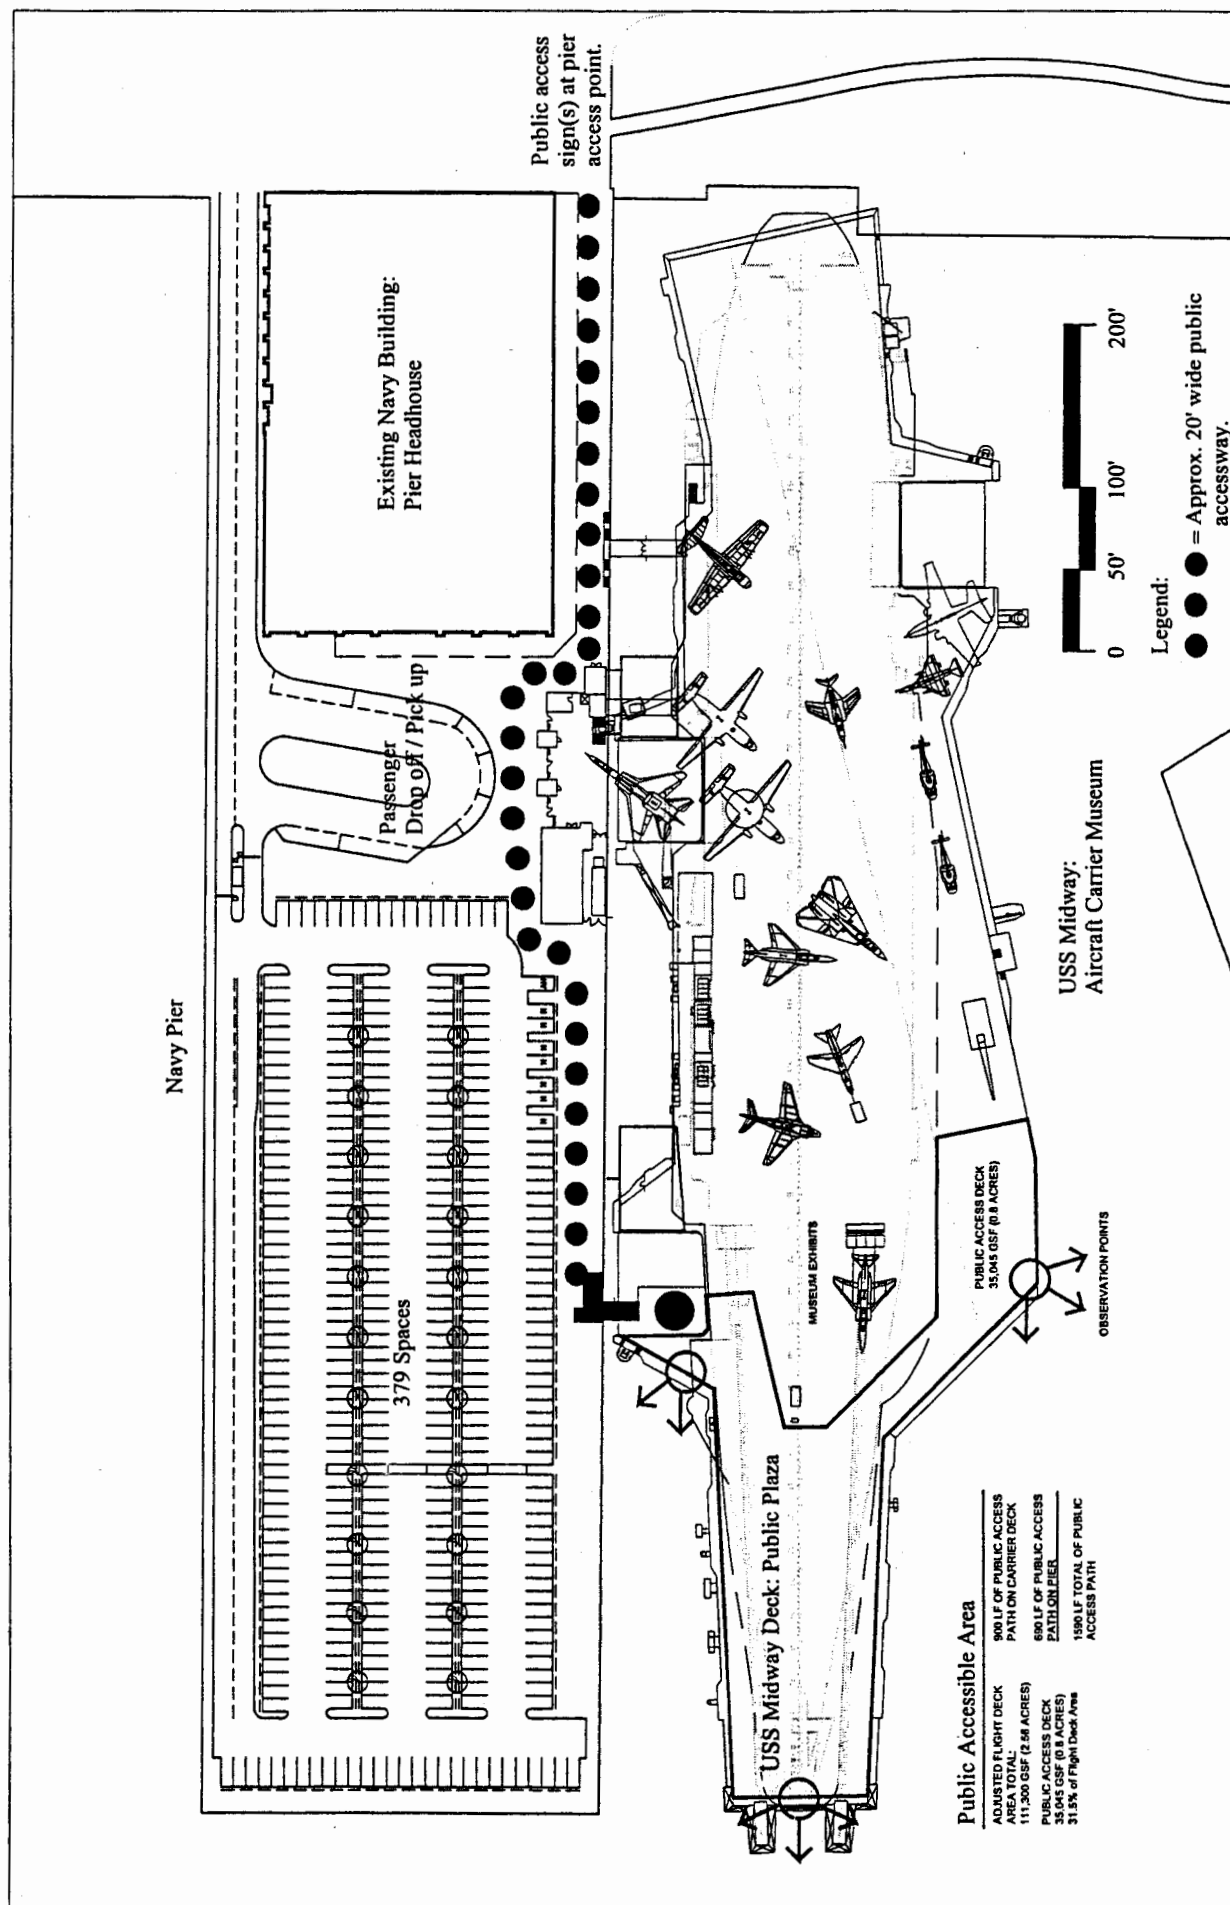 Public access
sign(s) at pier
access point.
Existing Navy Building:
Pier Headhouse
Passenger
Drop off / Pick up
Navy Pier
379 Spaces
0
50'
100'
200'
Legend:
= Approx. 20' wide public
accessway.
USS Midway:
Aircraft Carrier Museum
MUSEUM EXHIBITS
PUBLIC ACCESS DECK
35,045 GSF (0.8 ACRES)
OBSERVATION POINTS
USS Midway Deck: Public Plaza
Public Accessible Area
ADJUSTED FLIGHT DECK
AREA TOTAL:
111,300 GSF (2.56 ACRES)
PUBLIC ACCESS DECK
35,045 GSF (0.8 ACRES)
31.5% of Flight Deck Area
900 LF OF PUBLIC ACCESS
PATH ON CARRIER DECK
690 LF OF PUBLIC ACCESS
PATH ON PIER
1590 LF TOTAL OF PUBLIC
ACCESS PATH